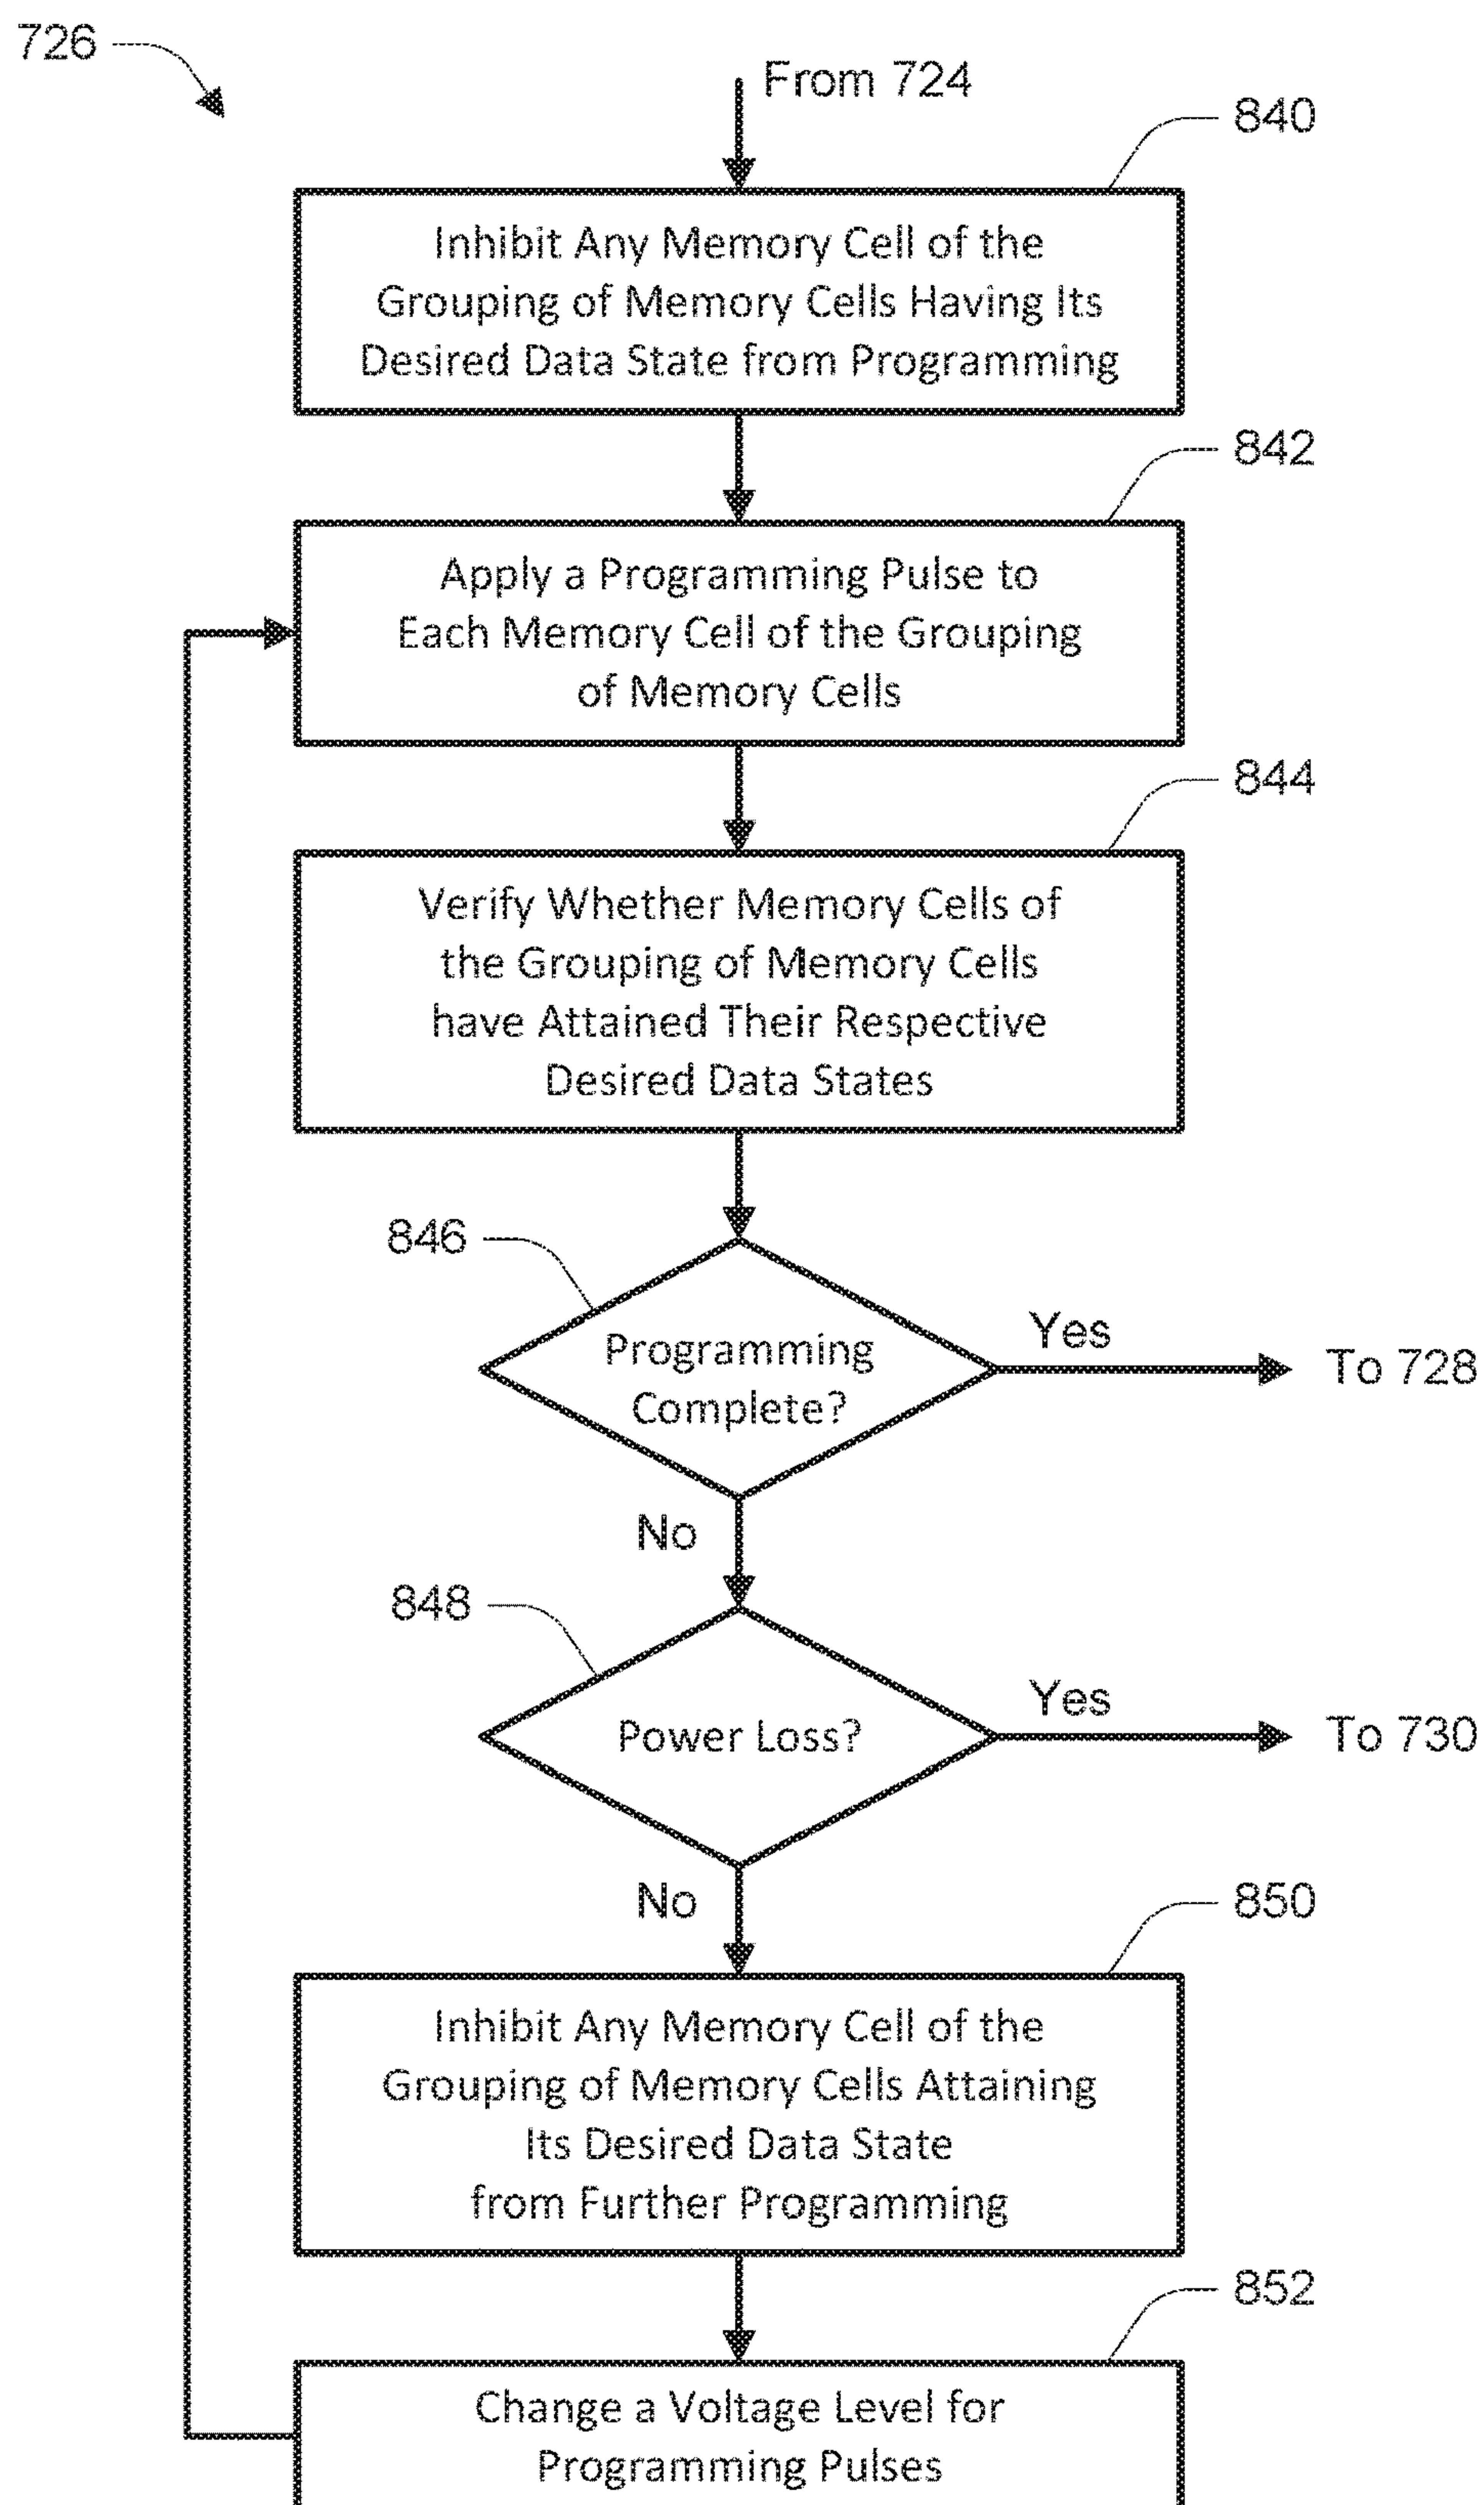 726
From 724
840
Inhibit Any Memory Cell of the
Grouping of Memory Cells Having Its
Desired Data State from Programming
842
Apply a Programming Pulse to
Each Memory Cell of the Grouping
of Memory Cells
844
Verify Whether Memory Cells of
the Grouping of Memory Cells
have Attained Their Respective
Desired Data States
846
Programming
Complete?
Yes
To 728
No
848
Power Loss?
Yes
To 730
No
850
Inhibit Any Memory Cell of the
Grouping of Memory Cells Attaining
Its Desired Data State
from Further Programming
852
Change a Voltage Level for
Programming Pulses